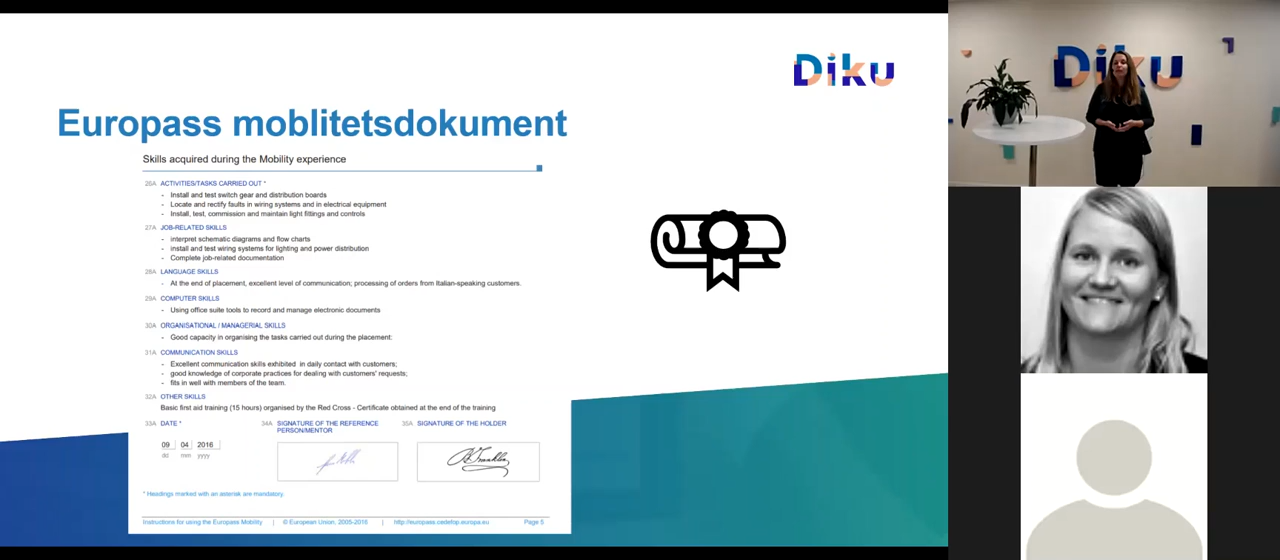 Diku
Europass moblitetsdokument
Skills acquired during the Mobility experience
26A ACTIVITIES/TASKS CARRIED OUT *
- Install and test switch gear and distribution boards
- Locate and rectify faults in wiring systems and in electrical equipment
- Install, test, commission and maintain light fittings and controls
27A JOB-RELATED SKILLS
- interpret schematic diagrams and flow charts
- install and test wiring systems for lighting and power distribution
- Complete job-related documentation
28A LANGUAGE SKILLS
- At the end of placement, excellent level of communication; processing of orders from Italian-speaking customers.
29A COMPUTER SKILLS
- Using office suite tools to record and manage electronic documents
30A ORGANISATIONAL / MANAGERIAL SKILLS
- Good capacity in organising the tasks carried out during the placement:
31A COMMUNICATION SKILLS
- Excellent communication skills exhibited in daily contact with customers;
- good knowledge of corporate practices for dealing with customers' requests;
- fits in well with members of the team.
32A OTHER SKILLS
Basic first aid training (15 hours) organised by the Red Cross - Certificate obtained at the end of the training
33A DATE * 34A SIGNATURE OF THE REFERENCE PERSON/MENTOR 35A SIGNATURE OF THE HOLDER
09 04 2016
dd mm yyyy
* Headings marked with an asterisk are mandatory.
Instructions for using the Europass Mobility | © European Union, 2005-2016 | http://europass.cedefop.europa.eu Page 5
Diku